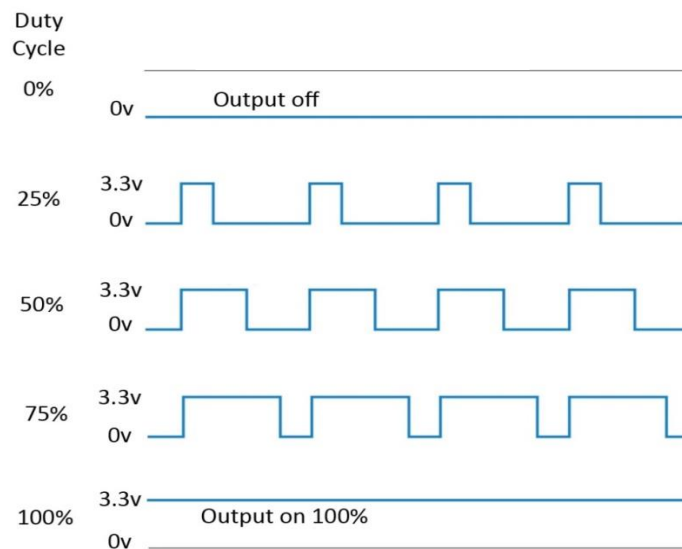 Duty
Cycle
0%
0v
Output off
25%
3.3v
0v
50%
3.3v
0v
75%
3.3v
0v
100%
3.3v
Output on 100%
0v